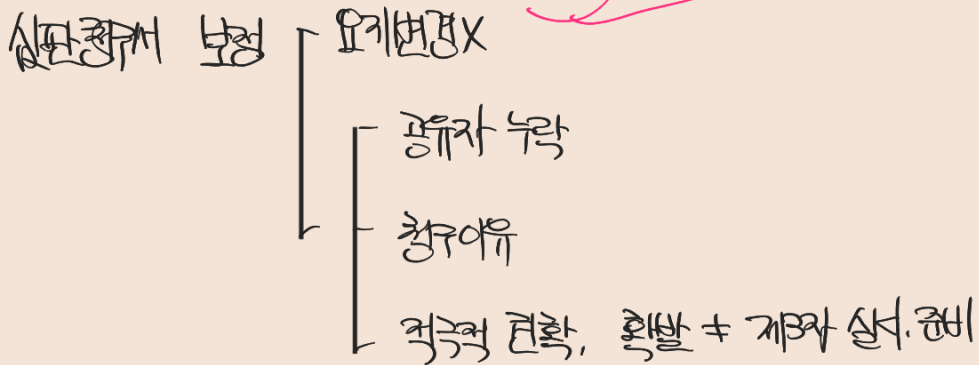 심판청구서 보정 요지변경X
공유자 누락
청구이유
적극적 권확, 확발 ≠ 제3자 실시.준비